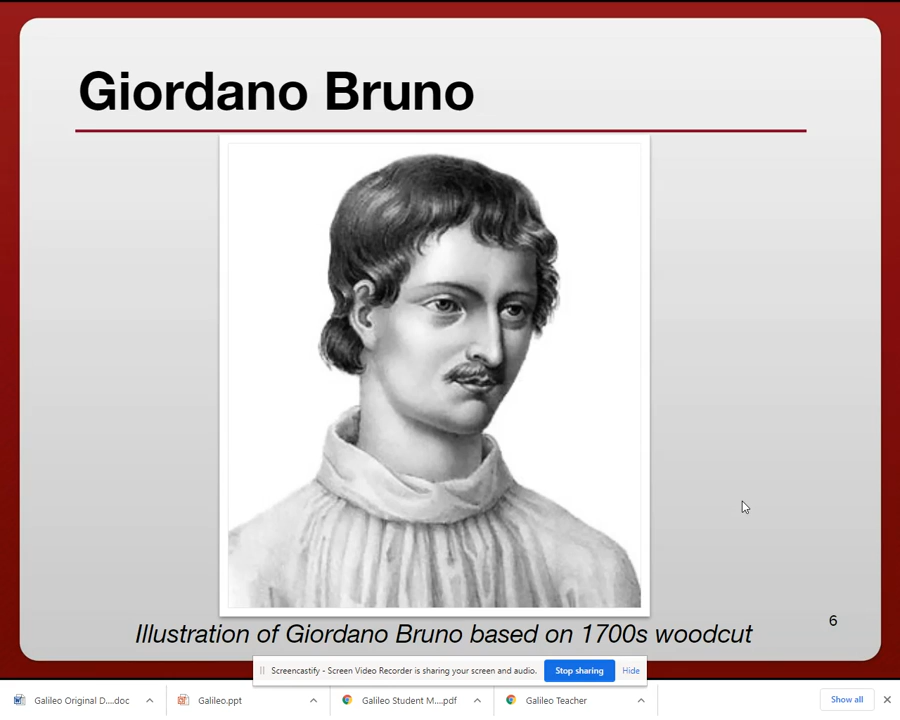 Giordano Bruno
Illustration of Giordano Bruno based on 1700s woodcut
6
Screencastify - Screen Video Recorder is sharing your screen and audio. Stop sharing Hide
Galileo Original D....doc Galileo.ppt Galileo Student M....pdf Galileo Teacher Show all